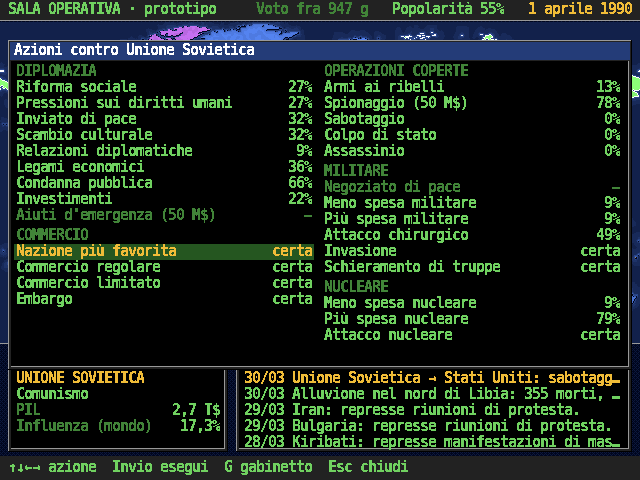 SALA OPERATIVA · prototipo Voto fra 947 g Popolarità 55% 1 aprile 1990
Azioni contro Unione Sovietica
DIPLOMAZIA
Riforma sociale 27%
Pressioni sui diritti umani 27%
Inviato di pace 32%
Scambio culturale 32%
Relazioni diplomatiche 9%
Legami economici 36%
Condanna pubblica 66%
Investimenti 22%
Aiuti d'emergenza (50 M$) —
COMMERCIO
Nazione più favorita certa
Commercio regolare certa
Commercio limitato certa
Embargo certa
OPERAZIONI COPERTE
Armi ai ribelli 13%
Spionaggio (50 M$) 78%
Sabotaggio 0%
Colpo di stato 0%
Assassinio 0%
MILITARE
Negoziato di pace —
Meno spesa militare 9%
Più spesa militare 9%
Attacco chirurgico 49%
Invasione certa
Schieramento di truppe certa
NUCLEARE
Meno spesa nucleare 9%
Più spesa nucleare 79%
Attacco nucleare certa
UNIONE SOVIETICA
Comunismo
PIL 2,7 T$
Influenza (mondo) 17,3%
30/03 Unione Sovietica → Stati Uniti: sabotagg…
30/03 Alluvione nel nord di Libia: 355 morti, …
29/03 Iran: represse riunioni di protesta.
29/03 Bulgaria: represse riunioni di protesta.
28/03 Kiribati: represse manifestazioni di mas…
↑↓←→ azione Invio esegui G gabinetto Esc chiudi